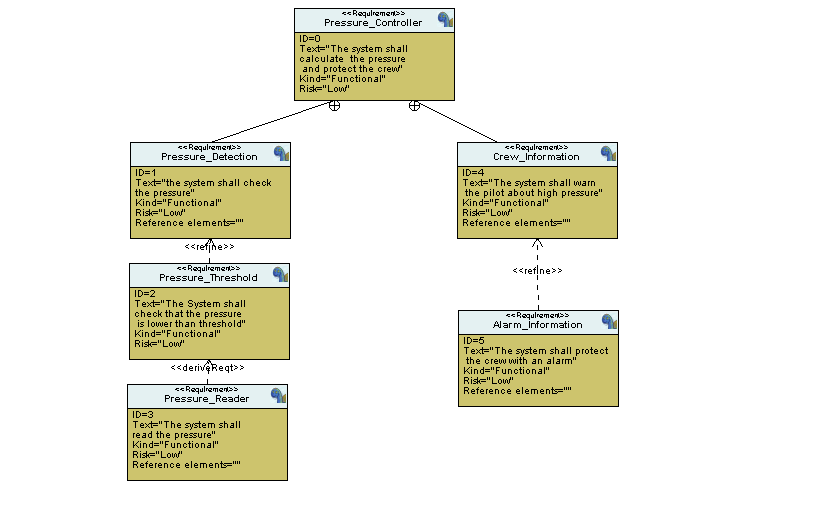 <<Requirement>>
Pressure_Controller
ID=0
Text="The system shall
calculate the pressure
and protect the crew"
Kind="Functional"
Risk="Low"
<<Requirement>>
Pressure_Detection
ID=1
Text="the system shall check
the pressure"
Kind="Functional"
Risk="Low"
Reference elements=""
<<refine>>
<<Requirement>>
Pressure_Threshold
ID=2
Text="The System shall
check that the pressure
is lower than threshold"
Kind="Functional"
Risk="Low"
<<deriveReqt>>
<<Requirement>>
Pressure_Reader
ID=3
Text="The system shall
read the pressure"
Kind="Functional"
Risk="Low"
Reference elements=""
<<Requirement>>
Crew_Information
ID=4
Text="The system shall warn
the pilot about high pressure"
Kind="Functional"
Risk="Low"
Reference elements=""
<<refine>>
<<Requirement>>
Alarm_Information
ID=5
Text="The system shall protect
the crew with an alarm"
Kind="Functional"
Risk="Low"
Reference elements=""